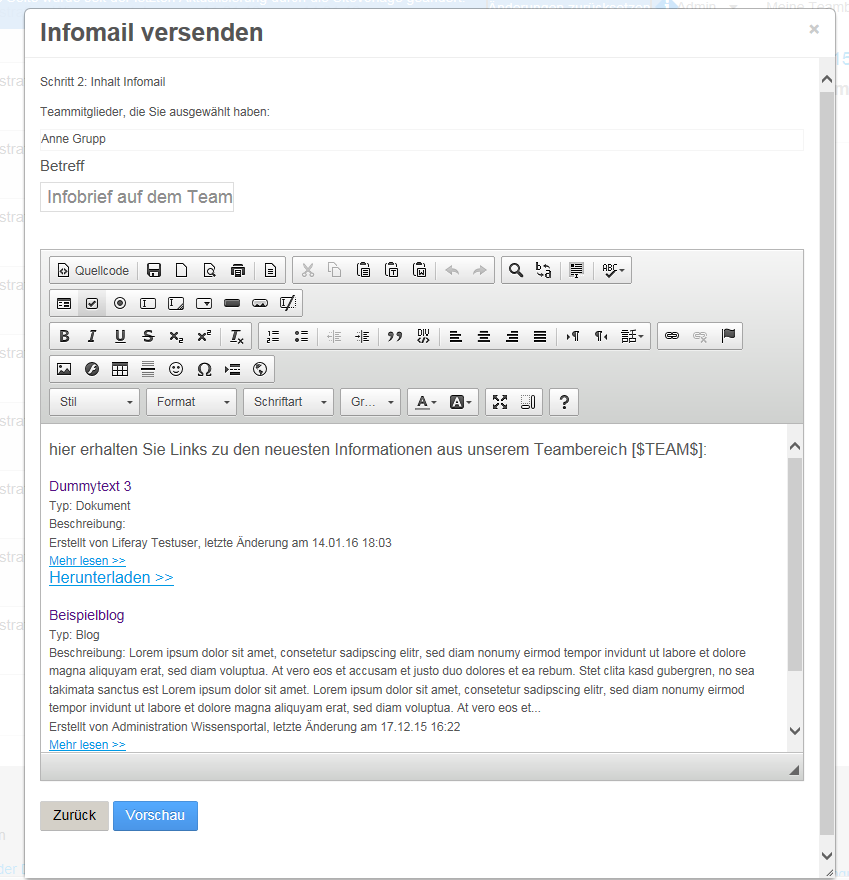 Infomail versenden
Schritt 2: Inhalt Infomail
Teammitglieder, die Sie ausgewählt haben:
Anne Grupp
Betreff
Infobrief auf dem Team
Quellcode
Stil Format Schriftart Gr...
hier erhalten Sie Links zu den neuesten Informationen aus unserem Teambereich [$TEAM$]:
Dummytext 3
Typ: Dokument
Beschreibung:
Erstellt von Liferay Testuser, letzte Änderung am 14.01.16 18:03
Mehr lesen >>
Herunterladen >>
Beispielblog
Typ: Blog
Beschreibung: Lorem ipsum dolor sit amet, consetetur sadipscing elitr, sed diam nonumy eirmod tempor invidunt ut labore et dolore
magna aliquyam erat, sed diam voluptua. At vero eos et accusam et justo duo dolores et ea rebum. Stet clita kasd gubergren, no sea
takimata sanctus est Lorem ipsum dolor sit amet. Lorem ipsum dolor sit amet, consetetur sadipscing elitr, sed diam nonumy eirmod
tempor invidunt ut labore et dolore magna aliquyam erat, sed diam voluptua. At vero eos et...
Erstellt von Administration Wissensportal, letzte Änderung am 17.12.15 16:22
Mehr lesen >>
Zurück Vorschau